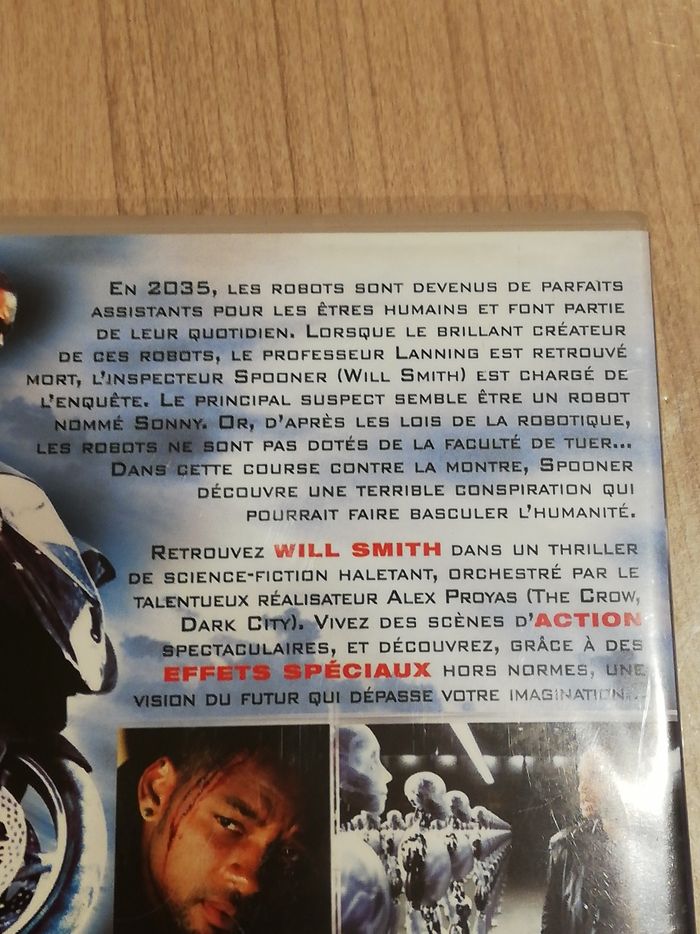 En 2035, les robots sont devenus de parfaits
assistants pour les êtres humains et font partie
de leur quotidien. Lorsque le brillant créateur
de ces robots, le professeur Lanning est retrouvé
mort, l'inspecteur Spooner (Will Smith) est chargé de
l'enquête. Le principal suspect semble être un robot
nommé Sonny. Or, d'après les lois de la robotique,
les robots ne sont pas dotés de la faculté de tuer...
Dans cette course contre la montre, Spooner
découvre une terrible conspiration qui
pourrait faire basculer l'humanité.
Retrouvez WILL SMITH dans un thriller
de science-fiction haletant, orchestré par le
talentueux réalisateur Alex Proyas (The Crow,
Dark City). Vivez des scènes d'ACTION
spectaculaires, et découvrez, grâce à des
EFFETS SPÉCIAUX hors normes, une
vision du futur qui dépasse votre imagination...